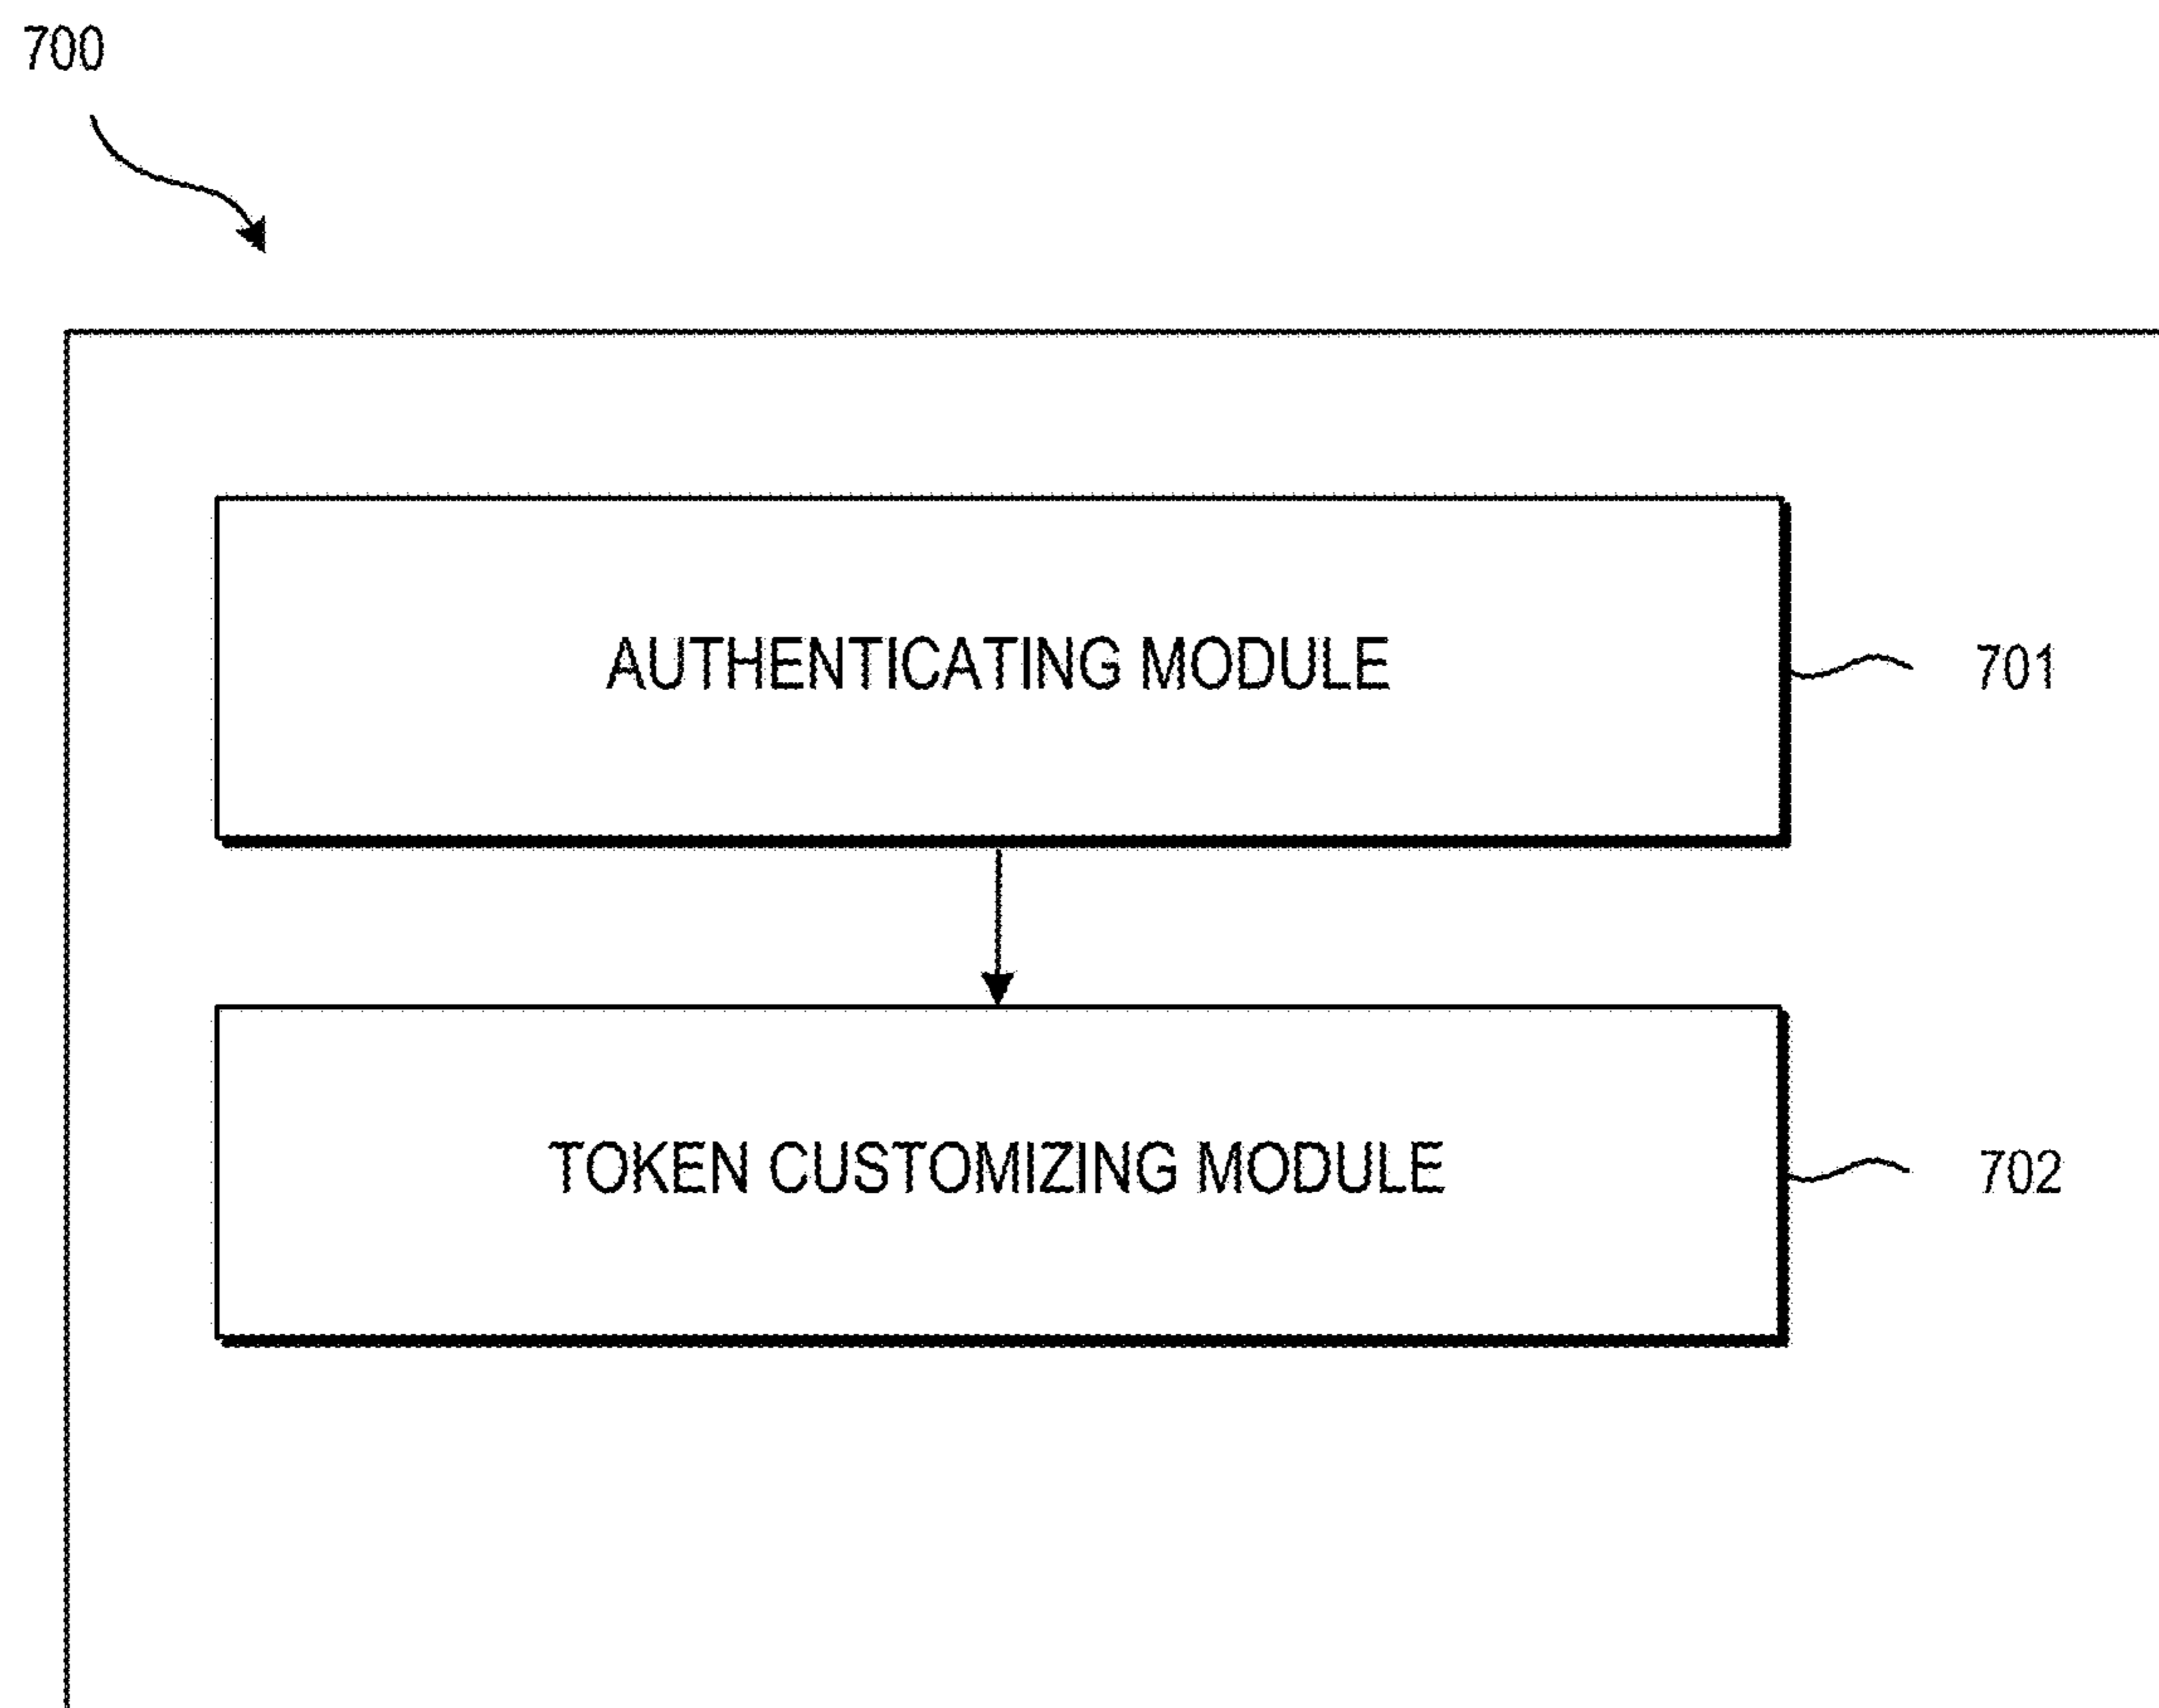 700
AUTHENTICATING MODULE
701
TOKEN CUSTOMIZING MODULE
702